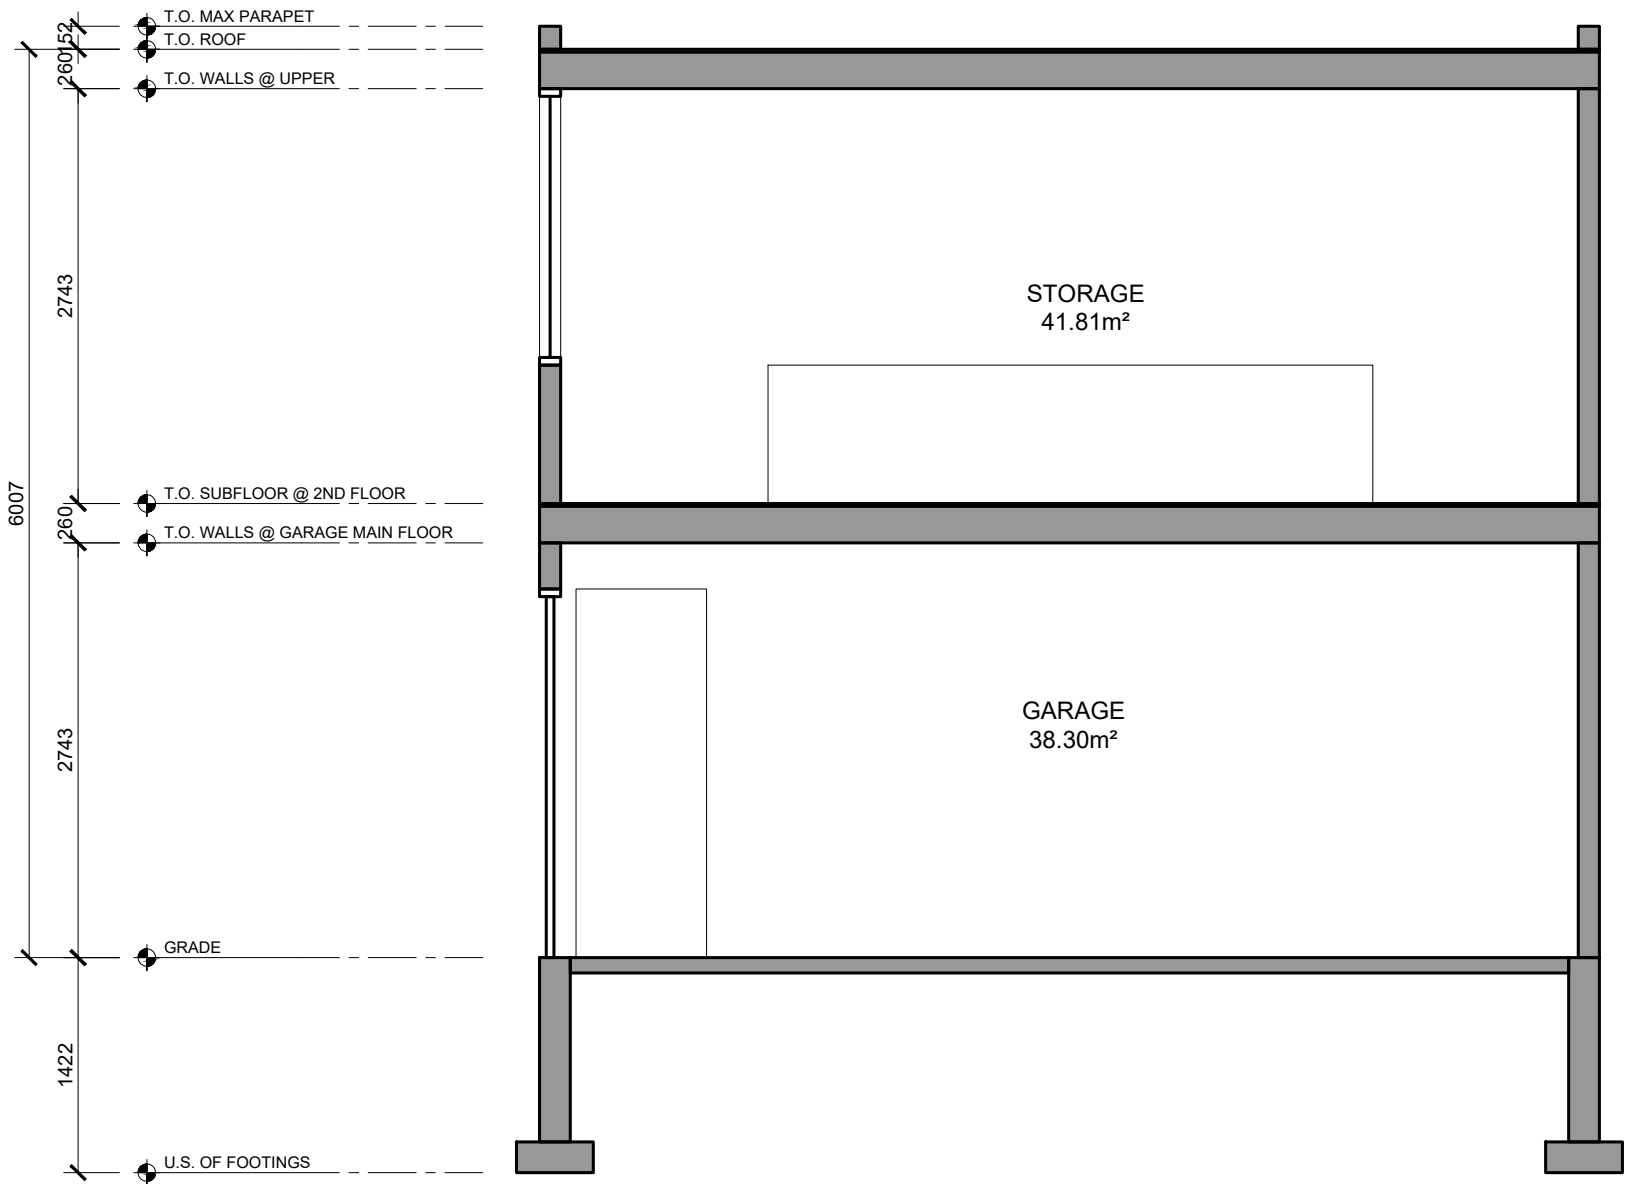 T.O. MAX PARAPET
152
T.O. ROOF
260
T.O. WALLS @ UPPER
2743
STORAGE
41.81m²
6007
T.O. SUBFLOOR @ 2ND FLOOR
260
T.O. WALLS @ GARAGE MAIN FLOOR
2743
GARAGE
38.30m²
GRADE
1422
U.S. OF FOOTINGS